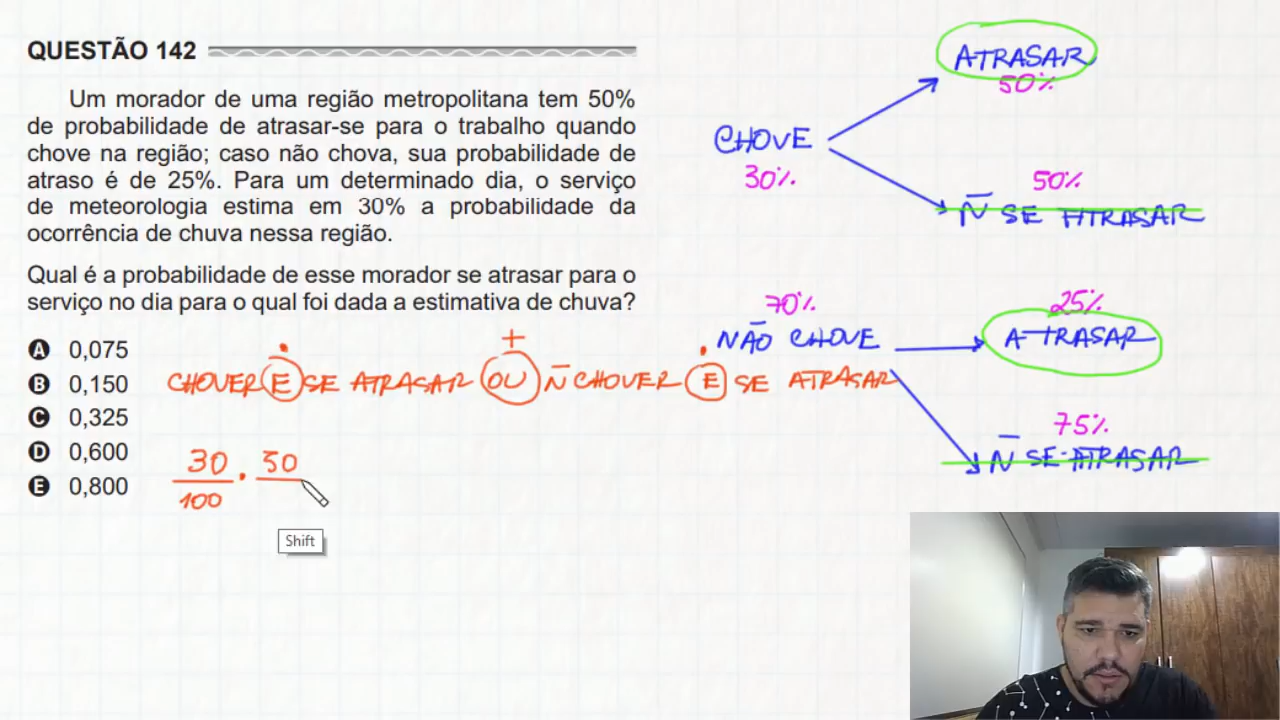 QUESTÃO 142
Um morador de uma região metropolitana tem 50%
de probabilidade de atrasar-se para o trabalho quando
chove na região; caso não chova, sua probabilidade de
atraso é de 25%. Para um determinado dia, o serviço
de meteorologia estima em 30% a probabilidade da
ocorrência de chuva nessa região.
Qual é a probabilidade de esse morador se atrasar para o
serviço no dia para o qual foi dada a estimativa de chuva?
A 0,075
B 0,150
C 0,325
D 0,600
E 0,800
CHOVER E SE ATRASAR OU Ñ CHOVER E SE ATRASAR
. + .
30 . 50
100
Shift
ATRASAR
50%
CHOVE
30%
50%
Ñ SE ATRASAR
70%
NÃO CHOVE
25%
ATRASAR
75%
Ñ SE ATRASAR